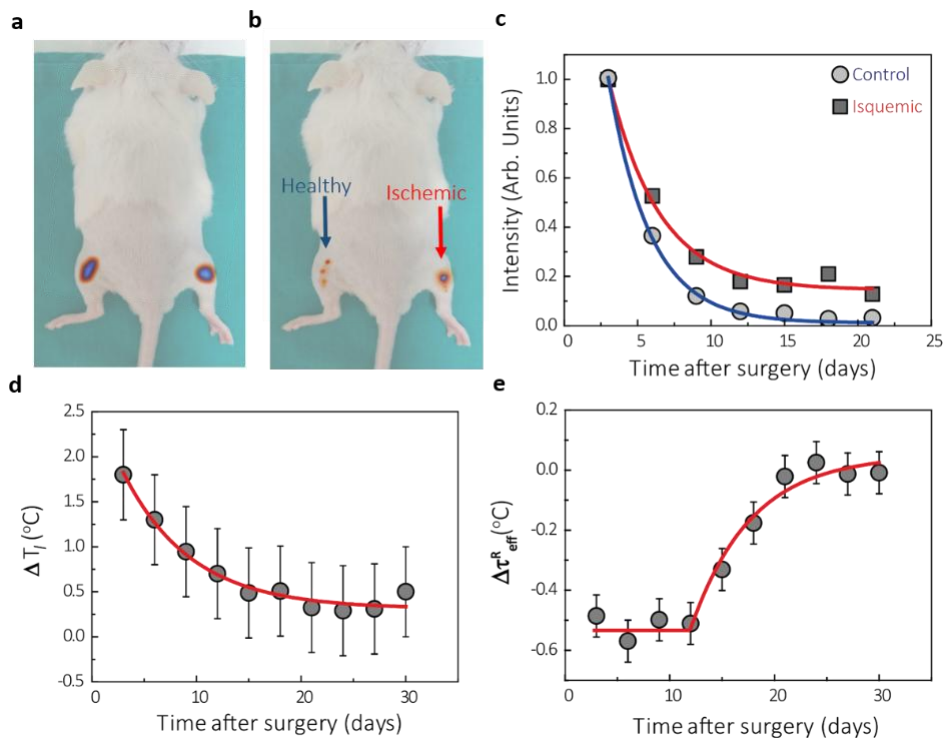 a
b
Healthy
Ischemic
c
Intensity (Arb. Units)
1.0
0.8
0.6
0.4
0.2
0.0
0
5
10
15
20
25
Time after surgery (days)
Control
Isquemic
d
Δ Tₗ (°C)
2.5
2.0
1.5
1.0
0.5
0.0
-0.5
0
10
20
30
Time after surgery (days)
e
Δτᴿeff(°C)
0.2
0.0
-0.2
-0.4
-0.6
0
10
20
30
Time after surgery (days)